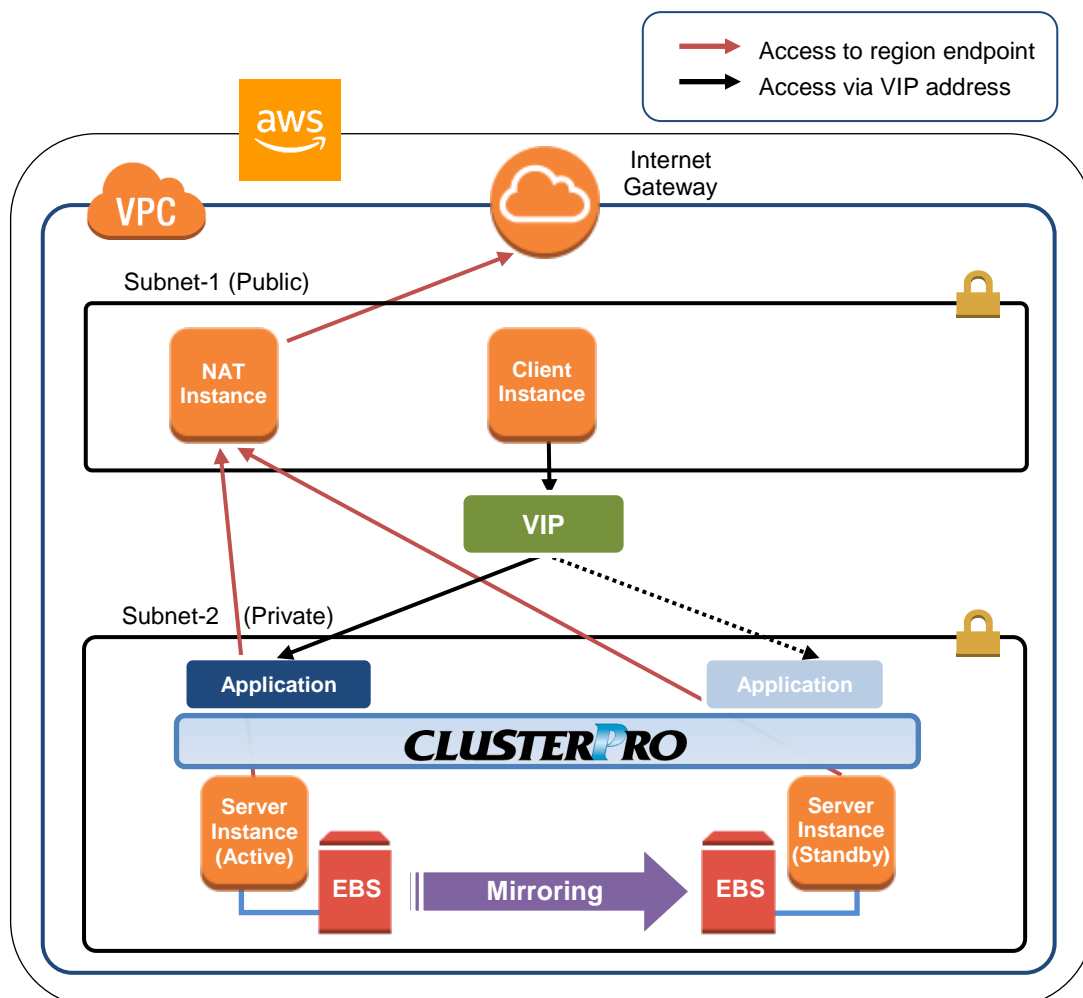 Access to region endpoint
Access via VIP address
aws
Internet
Gateway
VPC
Subnet-1 (Public)
NAT
Instance
Client
Instance
VIP
Subnet-2 (Private)
Application
Application
CLUSTERPRO
Server
Instance
(Active)
Server
Instance
(Standby)
EBS
Mirroring
EBS